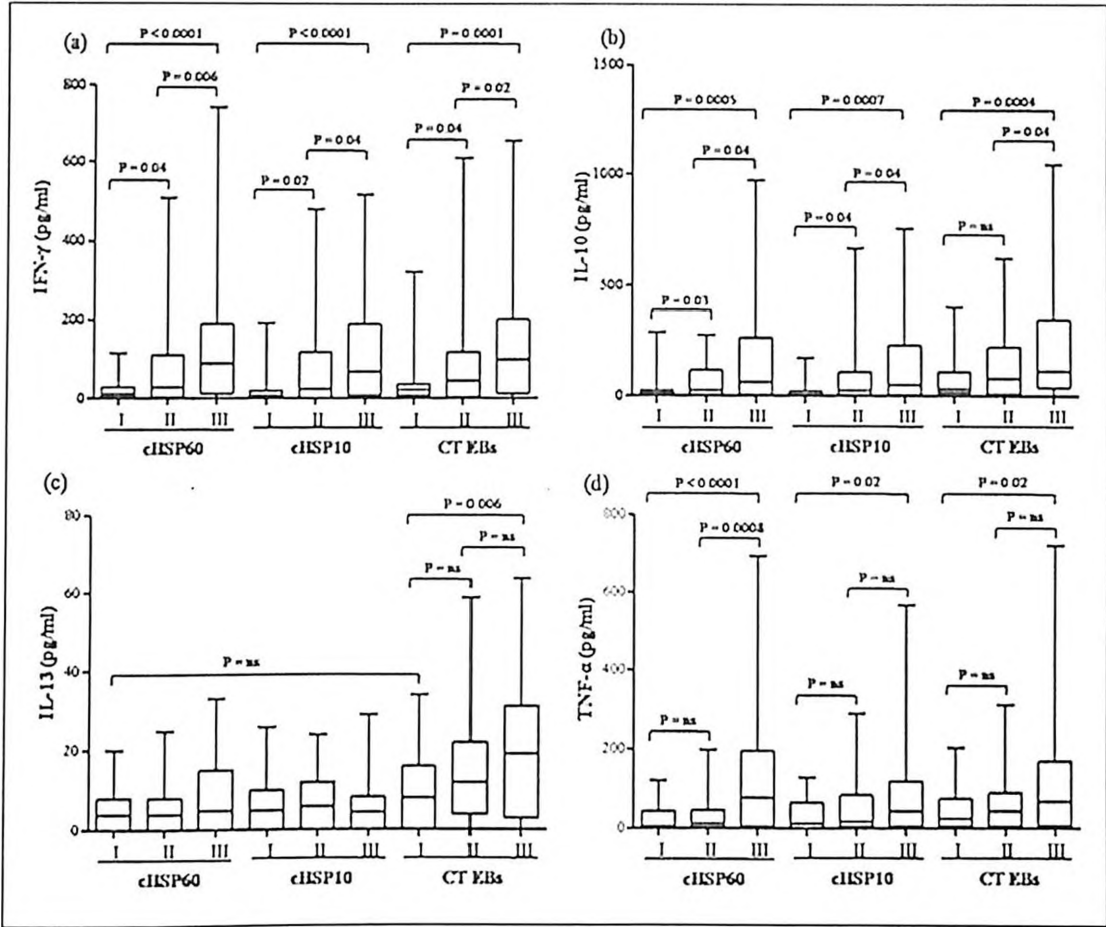 (a)
P<0.0001
P<0.0001
P = 0.0001
P = 0.006
P = 0.02
P = 0.04
P = 0.02
P = 0.04
P = 0.04
IFN-γ (pg/ml)
800
600
400
200
0
I II III I II III I II III
cHSP60 cHSP10 CT EBs
(b)
P = 0.0005
P = 0.0007
P = 0.0004
P = 0.04
P = 0.04
P = 0.04
P = 0.03
P = 0.04
P = ns
IL-10 (pg/ml)
1500
1000
500
0
I II III I II III I II III
cHSP60 cHSP10 CT EBs
(c)
P = 0.006
P = ns
P = ns
P = ns
IL-13 (pg/ml)
80
60
40
20
0
I II III I II III I II III
cHSP60 cHSP10 CT EBs
(d)
P<0.0001
P = 0.02
P = 0.02
P = 0.0008
P = ns
P = ns
P = ns
P = ns
P = ns
TNF-α (pg/ml)
800
600
400
200
0
I II III I II III I II III
cHSP60 cHSP10 CT EBs